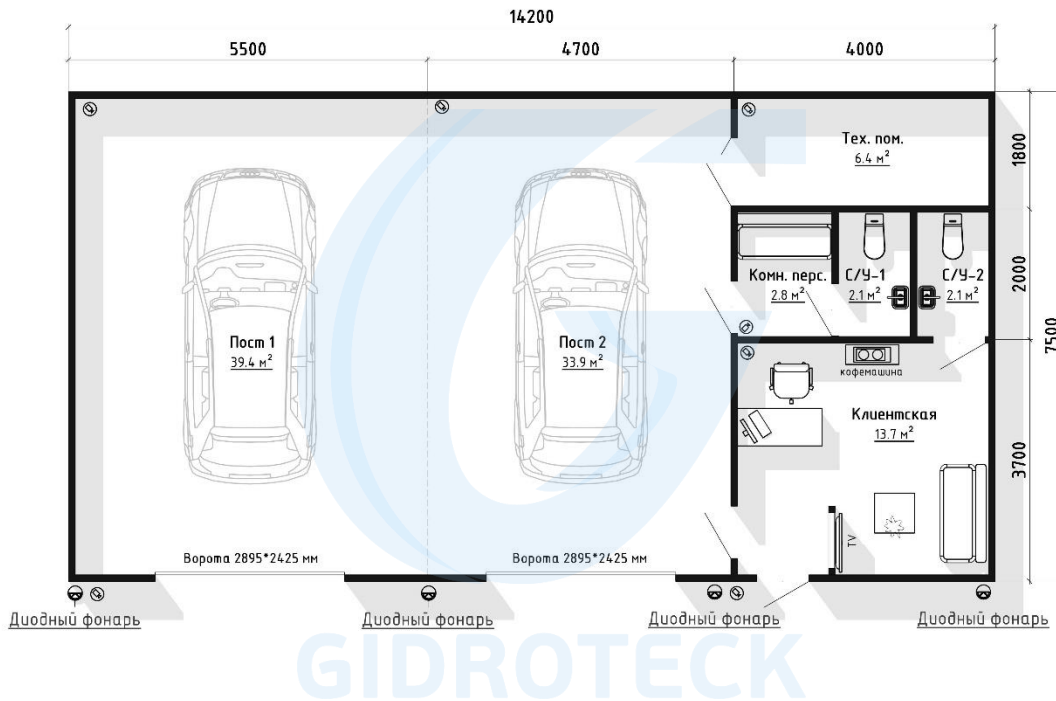 14200
5500
4700
4000
Тех. пом.
6.4 м²
1800
Комн. перс.
2.8 м²
С/У-1
2.1 м²
С/У-2
2.1 м²
2000
7500
Пост 1
39.4 м²
Пост 2
33.9 м²
кофемашина
Клиентская
13.7 м²
3700
TV
Ворота 2895*2425 мм
Ворота 2895*2425 мм
Диодный фонарь
Диодный фонарь
Диодный фонарь
Диодный фонарь
GIDROTECK